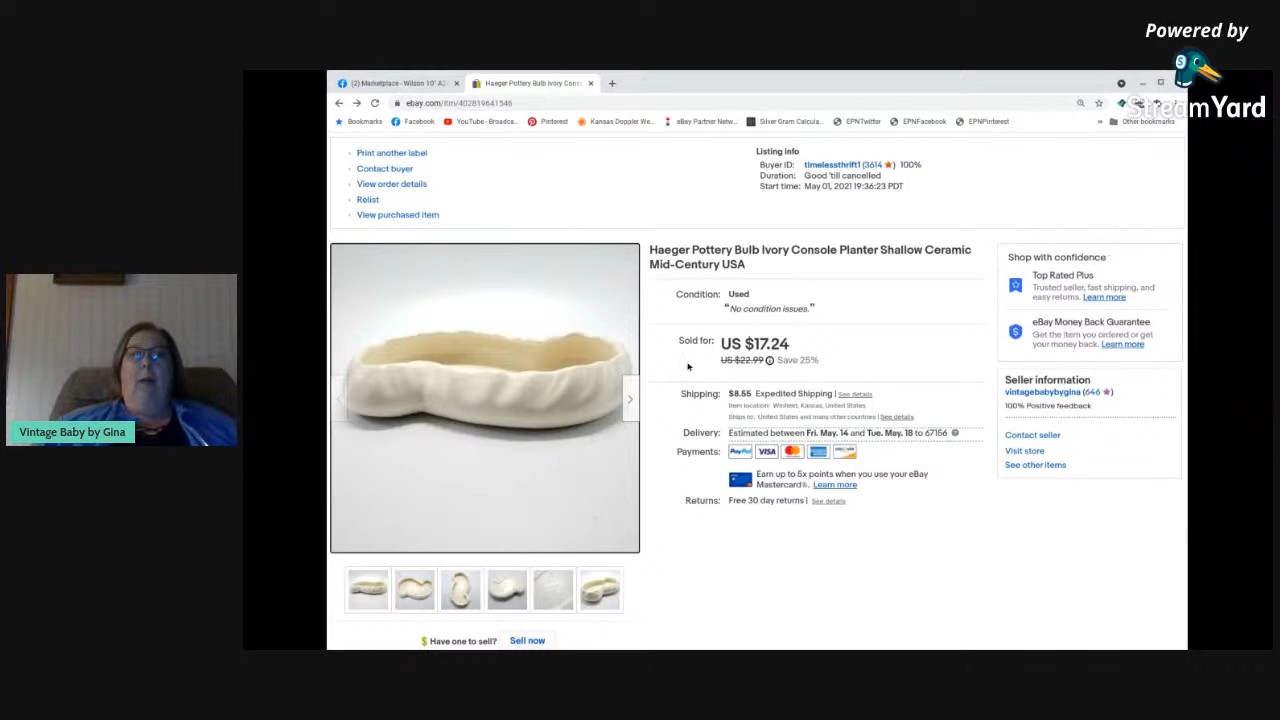 Powered by
StreamYard
(2) Marketplace - Wilson 10" A2
Haeger Pottery Bulb Ivory Cons
ebay.com/itm/402819641546
Bookmarks
Facebook
YouTube - Broadca...
Pinterest
Kansas Doppler We...
eBay Partner Netw...
Silver Gram Calcula...
EPNTwitter
EPNFacebook
EPNPinterest
»
Other bookmarks
Print another label
Contact buyer
View order details
Relist
View purchased item
Listing info
Buyer ID: timelessthrift1 (3614 ★) 100%
Duration: Good 'till cancelled
Start time: May 01, 2021 19:36:23 PDT
Haeger Pottery Bulb Ivory Console Planter Shallow Ceramic
Mid-Century USA
Condition: Used
"No condition issues."
Sold for: US $17.24
US $22.99 Save 25%
Shipping: $8.55 Expedited Shipping | See details
Item location: Winfield, Kansas, United States
Ships to: United States and many other countries | See details
Delivery: Estimated between Fri. May. 14 and Tue. May. 18 to 67156
Payments: PayPal VISA
Earn up to 5x points when you use your eBay
Mastercard®. Learn more
Returns: Free 30 day returns | See details
Shop with confidence
Top Rated Plus
Trusted seller, fast shipping, and
easy returns. Learn more
eBay Money Back Guarantee
Get the item you ordered or get
your money back. Learn more
Seller information
vintagebabybygina (646 ★)
100% Positive feedback
Contact seller
Visit store
See other items
Vintage Baby by Gina
$ Have one to sell? Sell now